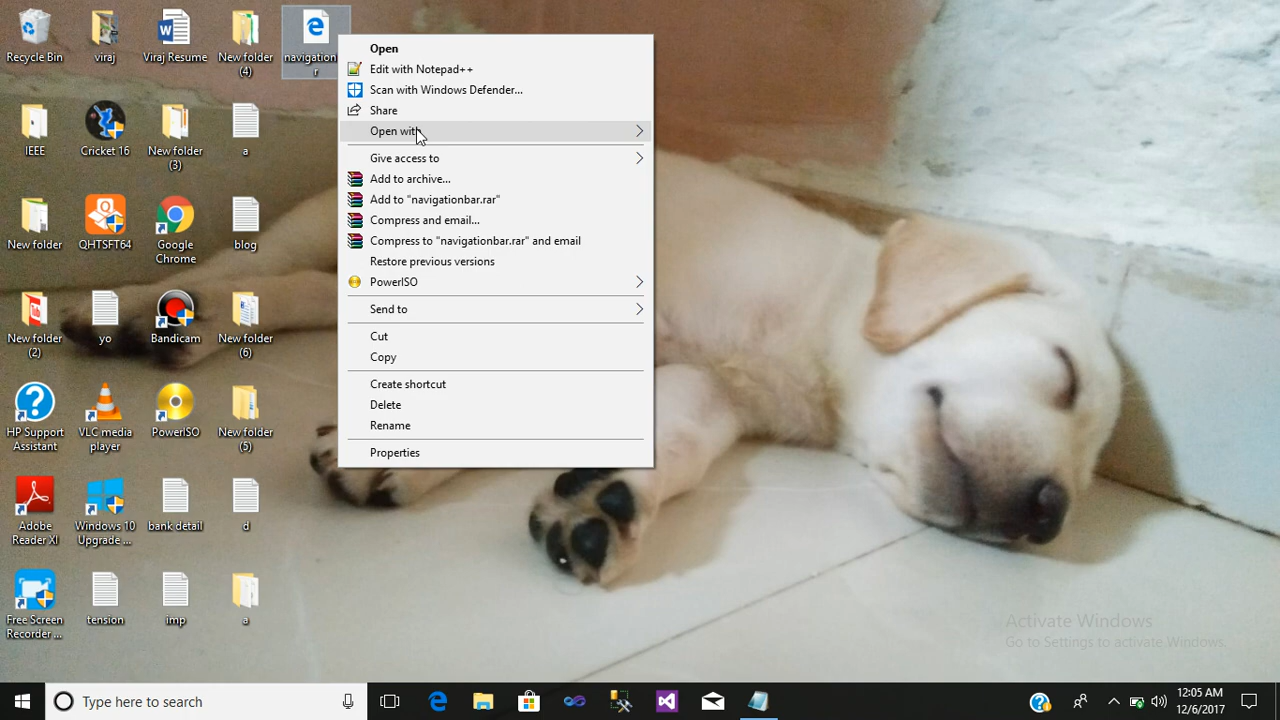 Recycle Bin
viraj
Viraj Resume
New folder
(4)
navigation
r
IEEE
Cricket 16
New folder
(3)
a
New folder
QHTSFT64
Google
Chrome
blog
New folder
(2)
yo
Bandicam
New folder
(6)
HP Support
Assistant
VLC media
player
PowerISO
New folder
(5)
Adobe
Reader XI
Windows 10
Upgrade ...
bank detail
d
Free Screen
Recorder ...
tension
imp
a
Open
Edit with Notepad++
Scan with Windows Defender...
Share
Open with
Give access to
Add to archive...
Add to "navigationbar.rar"
Compress and email...
Compress to "navigationbar.rar" and email
Restore previous versions
PowerISO
Send to
Cut
Copy
Create shortcut
Delete
Rename
Properties
Activate Windows
Go to Settings to activate Windows.
Type here to search
12:05 AM
12/6/2017